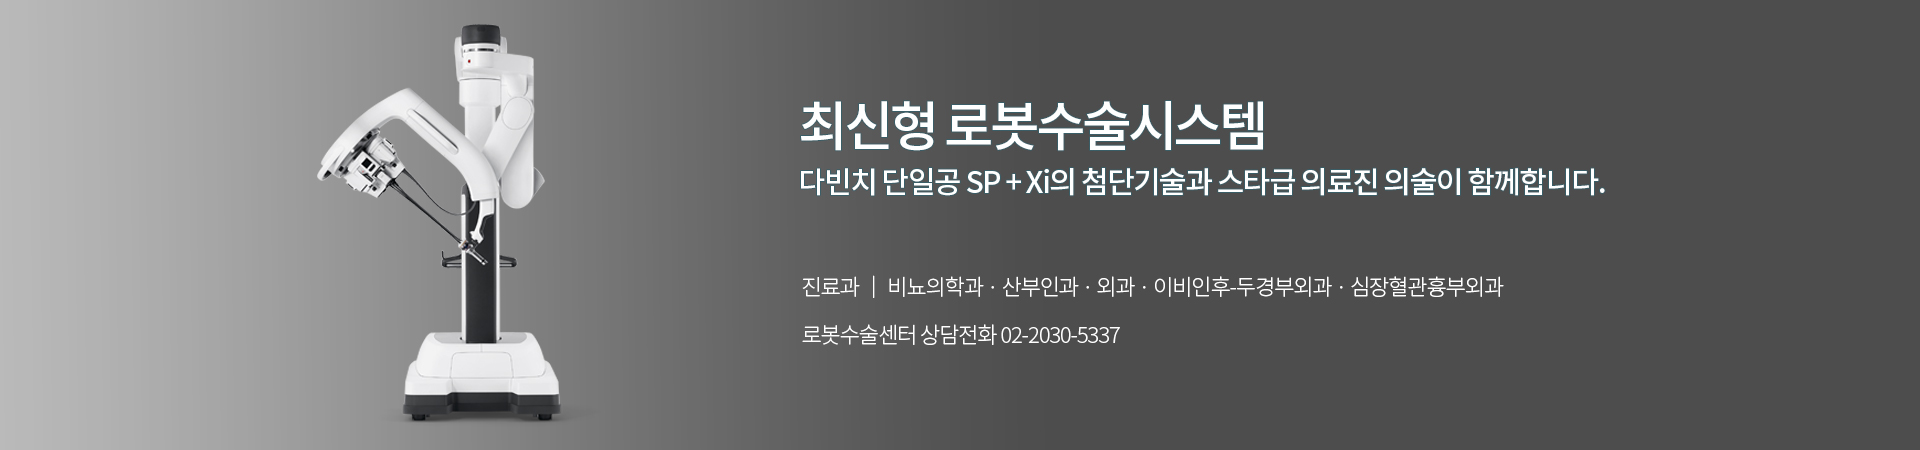 최신형 로봇수술시스템
다빈치 단일공 SP + Xi의 첨단기술과 스타급 의료진 의술이 함께합니다.
진료과 | 비뇨의학과 · 산부인과 · 외과 · 이비인후-두경부외과 · 심장혈관흉부외과
로봇수술센터 상담전화 02-2030-5337